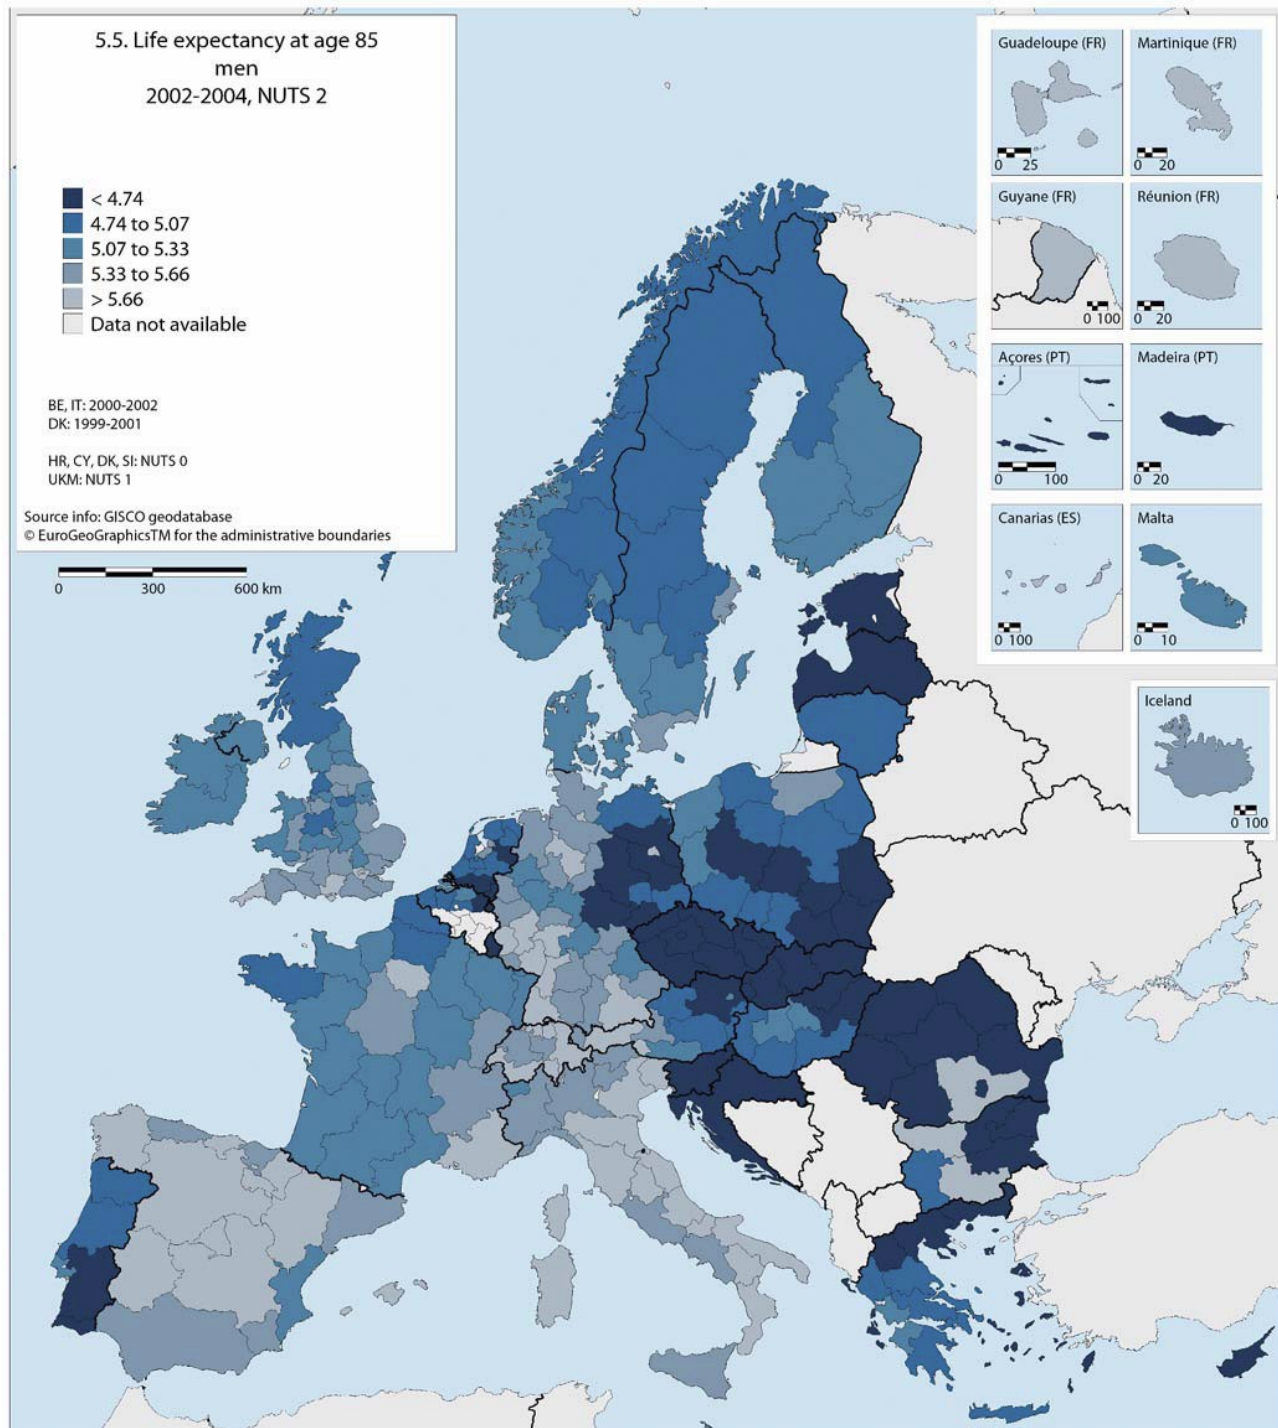 5.5. Life expectancy at age 85
men
2002-2004, NUTS 2
< 4.74
4.74 to 5.07
5.07 to 5.33
5.33 to 5.66
> 5.66
Data not available
BE, IT: 2000-2002
DK: 1999-2001
HR, CY, DK, SI: NUTS 0
UKM: NUTS 1
Source info: GISCO geodatabase
© EuroGeoGraphicsTM for the administrative boundaries
0 300 600 km
Guadeloupe (FR)
0 25
Martinique (FR)
0 20
Guyane (FR)
0 100
Réunion (FR)
0 20
Açores (PT)
0 100
Madeira (PT)
0 20
Canarias (ES)
0 100
Malta
0 10
Iceland
0 100